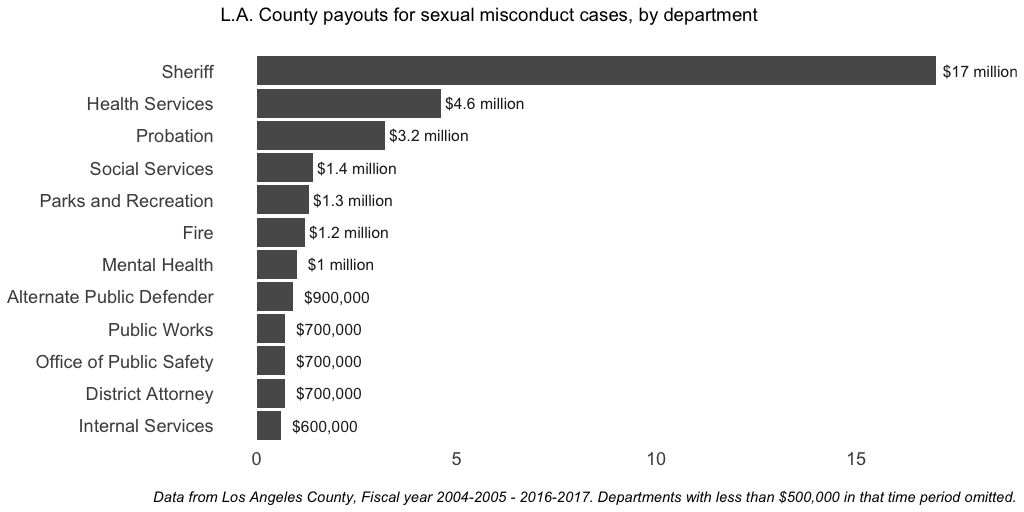 L.A. County payouts for sexual misconduct cases, by department
Sheriff $17 million
Health Services $4.6 million
Probation $3.2 million
Social Services $1.4 million
Parks and Recreation $1.3 million
Fire $1.2 million
Mental Health $1 million
Alternate Public Defender $900,000
Public Works $700,000
Office of Public Safety $700,000
District Attorney $700,000
Internal Services $600,000
0 5 10 15
Data from Los Angeles County, Fiscal year 2004-2005 - 2016-2017. Departments with less than $500,000 in that time period omitted.